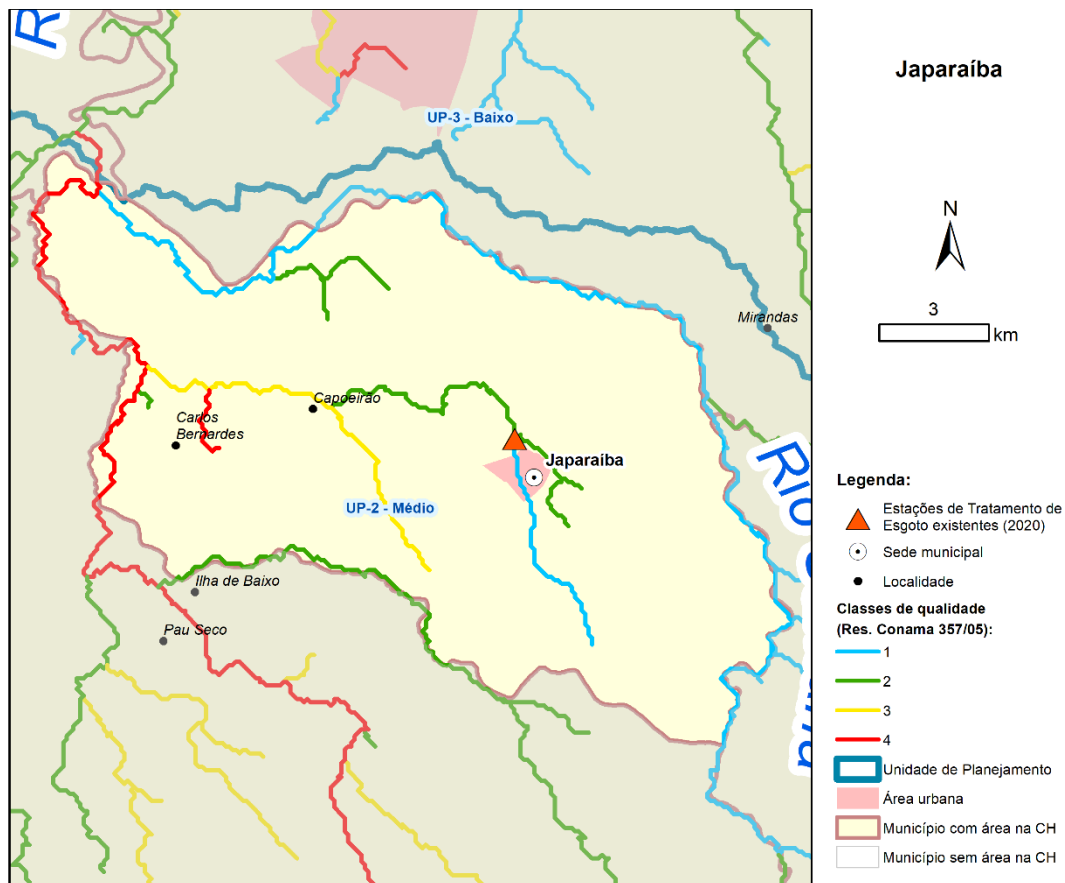 R
UP-3 - Baixo
Mirandas
Capoeirão
Carlos
Bernardes
Japaraiba
UP-2 - Médio
Ilha de Baixo
Pau Seco
Rio
Japaraíba
N
3
km
Legenda:
Estações de Tratamento de
Esgoto existentes (2020)
Sede municipal
Localidade
Classes de qualidade
(Res. Conama 357/05):
1
2
3
4
Unidade de Planejamento
Área urbana
Município com área na CH
Município sem área na CH